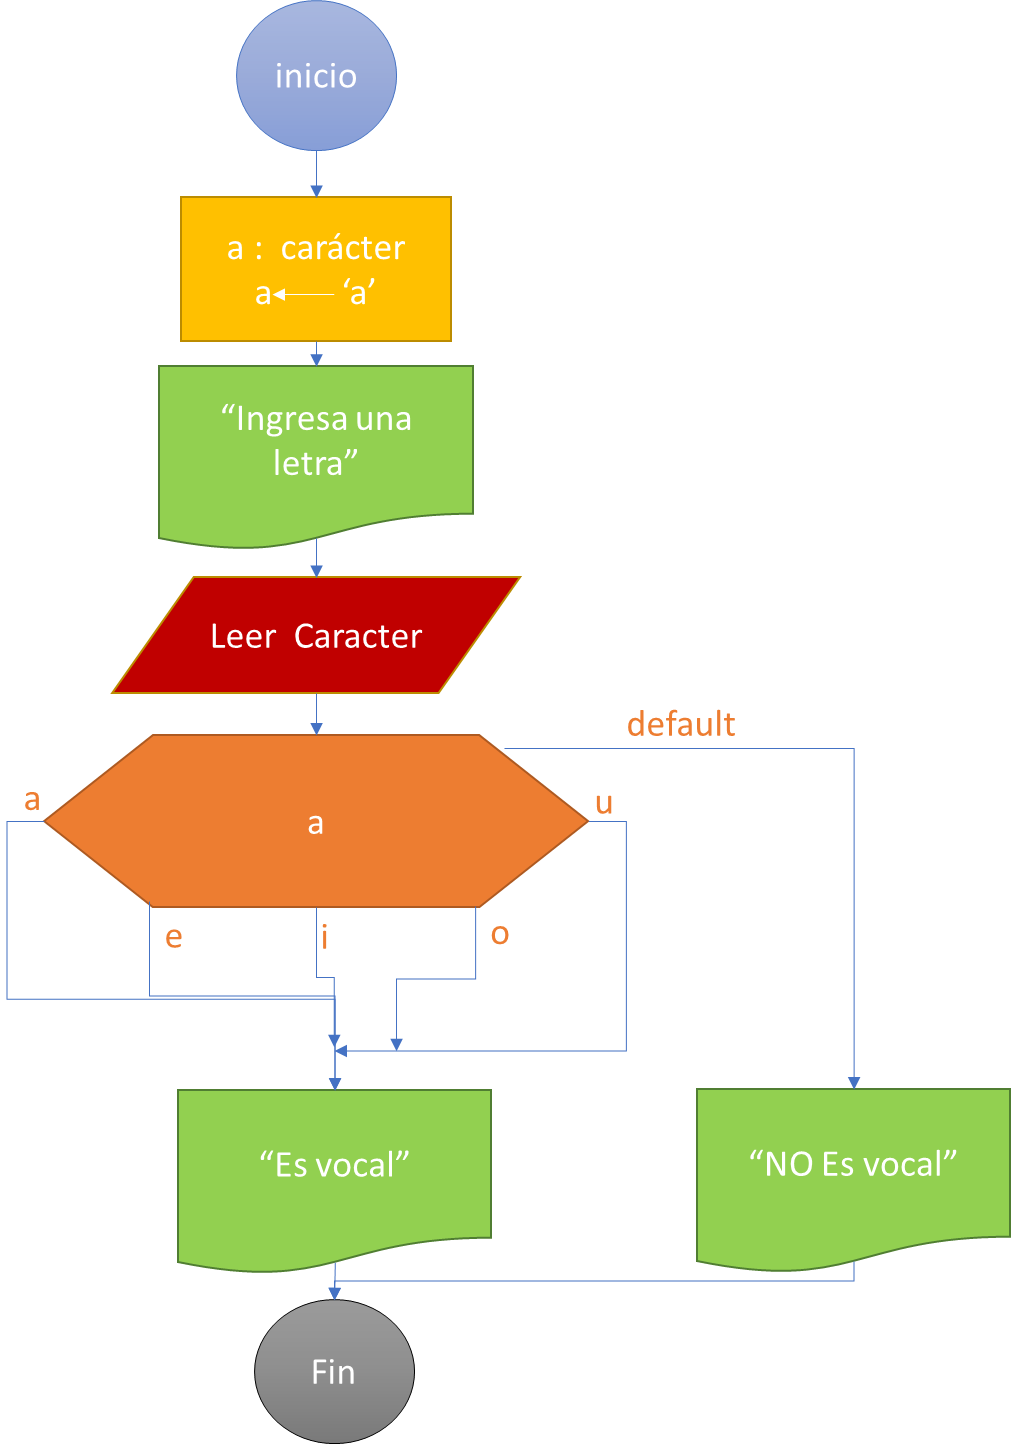 inicio
a : carácter
a ‘a’
“Ingresa una
letra”
Leer Caracter
default
a
u
a
e
i
o
“Es vocal”
“NO Es vocal”
Fin